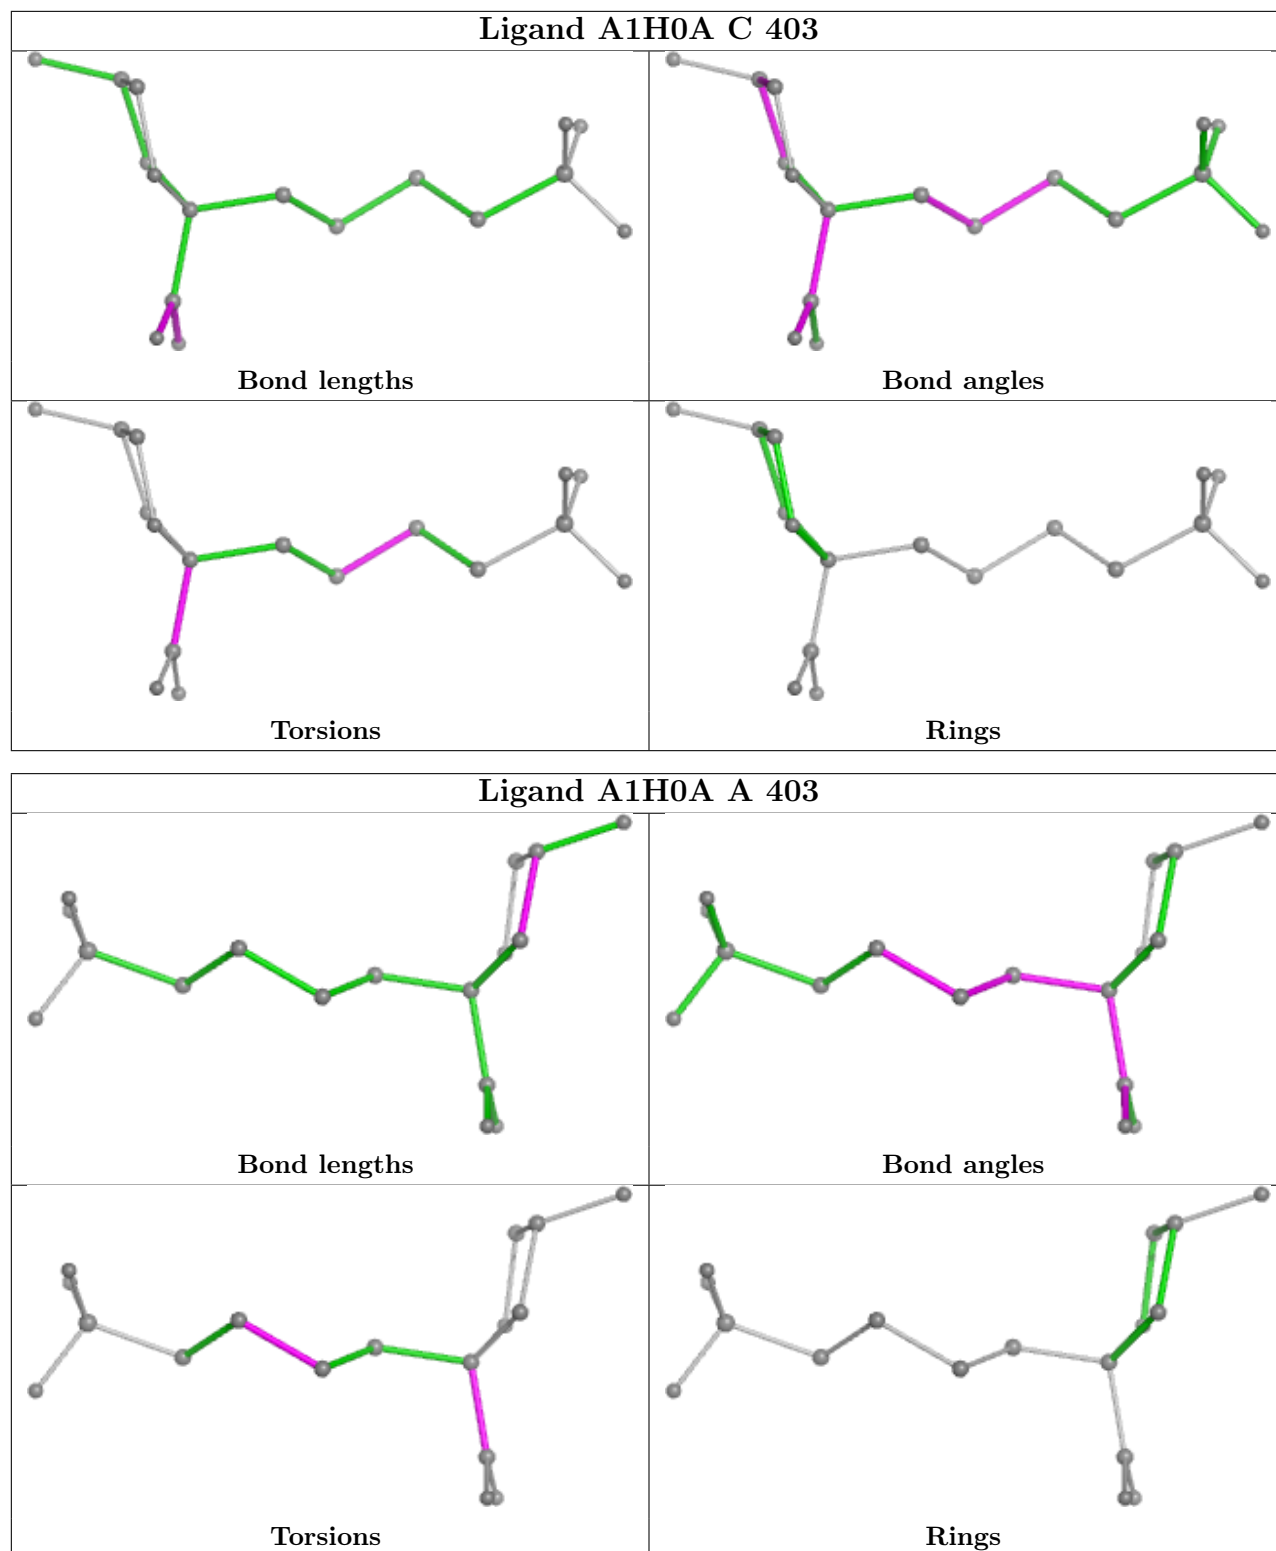 Ligand A1H0A C 403
Bond lengths
Bond angles
Torsions
Rings
Ligand A1H0A A 403
Bond lengths
Bond angles
Torsions
Rings